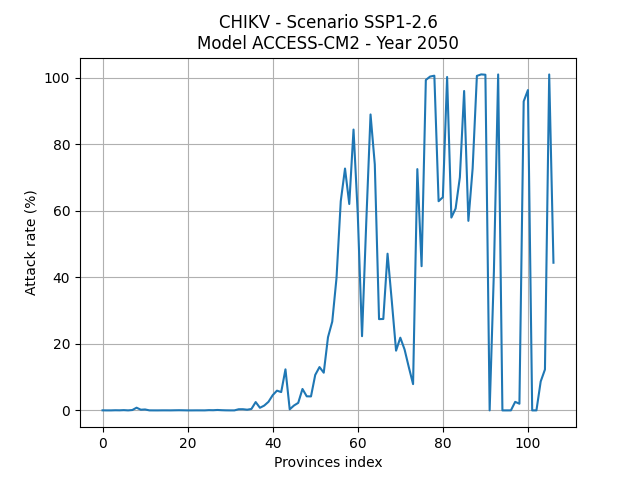 CHIKV - Scenario SSP1-2.6
Model ACCESS-CM2 - Year 2050
Attack rate (%)
100
80
60
40
20
0
0 20 40 60 80 100
Provinces index